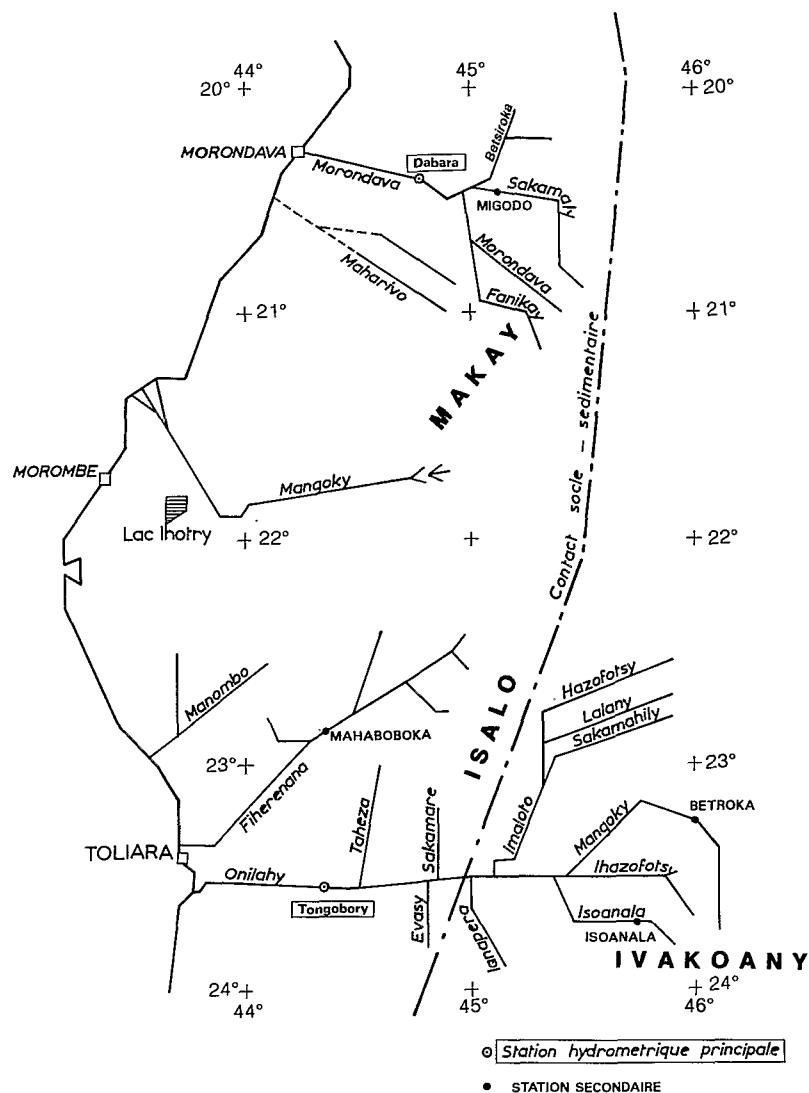 44°
45°
46°
20°
20°
MORONDAVA
Dabara
Betsiroka
Morondava
MIGODO
Sakamaly
Morondava
Maharivo
Fanikay
21°
21°
MAKAY
Contact socle - sedimentaire
MOROMBE
Mangoky
Lac Ihotry
22°
22°
Manombo
MAHABOBOKA
ISALO
Hazofotsy
Lalany
Sakamahily
23°
23°
Fiherenana
Taheza
Sakamare
Imaloto
Mangoky
BETROKA
TOLIARA
Onilahy
Tongobory
Evasy
Ianapera
Ihazofotsy
Isoanala
ISOANALA
IVAKOANY
24°
44°
45°
24°
46°
Station hydrometrique principale
STATION SECONDAIRE